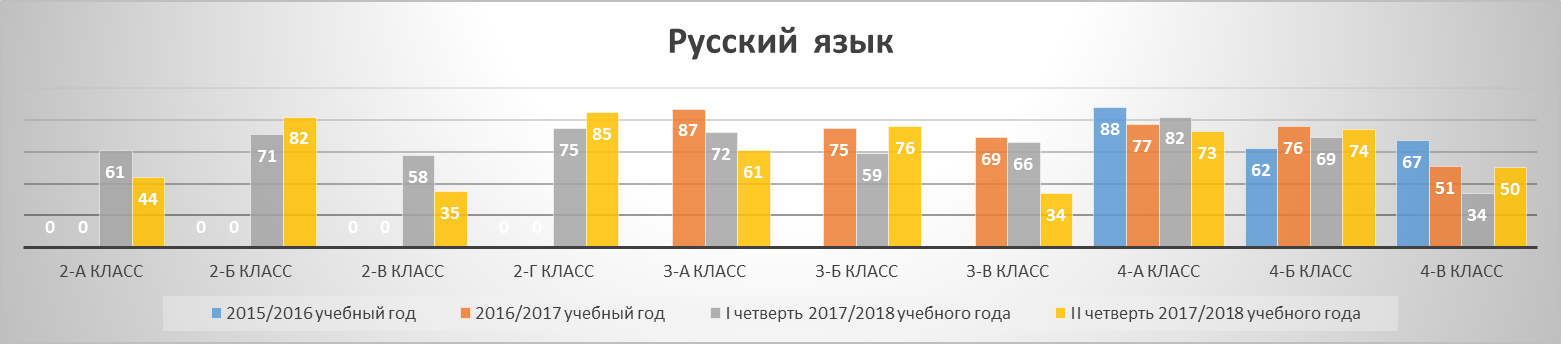 Русский язык
0 0 61 44
0 0 71 82
0 0 58 35
0 0 75 85
87 72 61
75 59 76
69 66 34
88 77 82 73
62 76 69 74
67 51 34 50
2-А КЛАСС 2-Б КЛАСС 2-В КЛАСС 2-Г КЛАСС 3-А КЛАСС 3-Б КЛАСС 3-В КЛАСС 4-А КЛАСС 4-Б КЛАСС 4-В КЛАСС
2015/2016 учебный год 2016/2017 учебный год I четверть 2017/2018 учебного года II четверть 2017/2018 учебного года